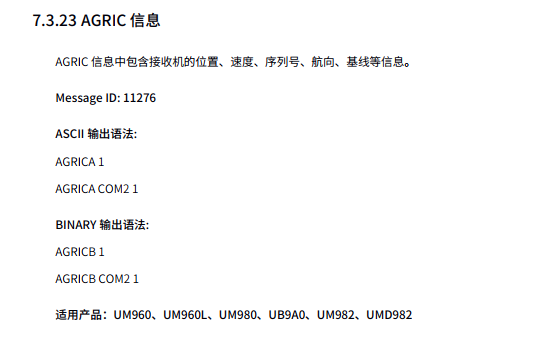 7.3.23 AGRIC 信息
AGRIC 信息中包含接收机的位置、速度、序列号、航向、基线等信息。
Message ID: 11276
ASCII 输出语法:
AGRICA 1
AGRICA COM2 1
BINARY 输出语法:
AGRICB 1
AGRICB COM2 1
适用产品：UM960、UM960L、UM980、UB9A0、UM982、UMD982